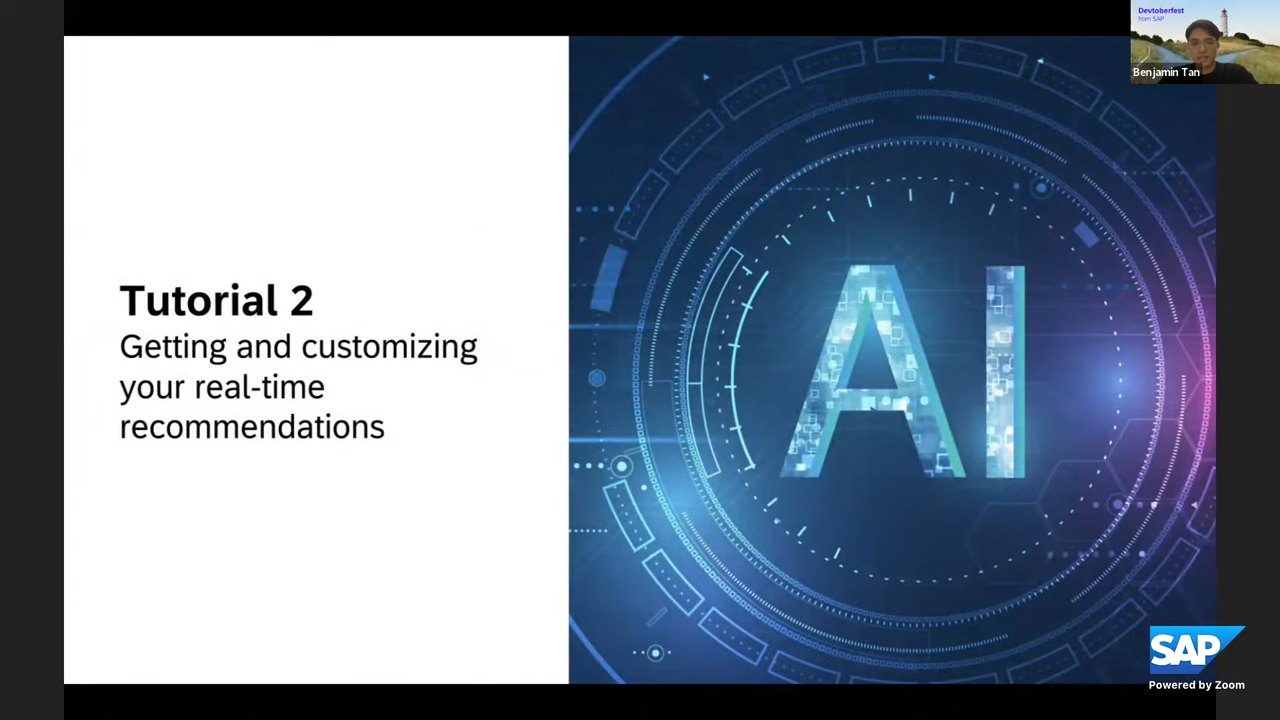 Devtoberfest
from SAP
Benjamin Tan
Tutorial 2
Getting and customizing
your real-time
recommendations
AI
SAP
Powered by Zoom